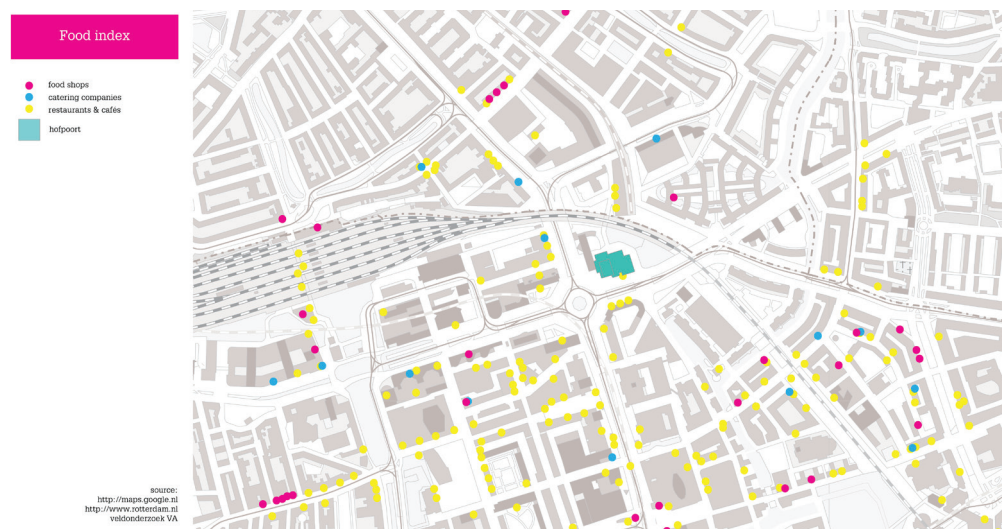 Food index
food shops
catering companies
restaurants & cafés
hofpoort
source:
http://maps.google.nl
http://www.rotterdam.nl
veldonderzoek VA